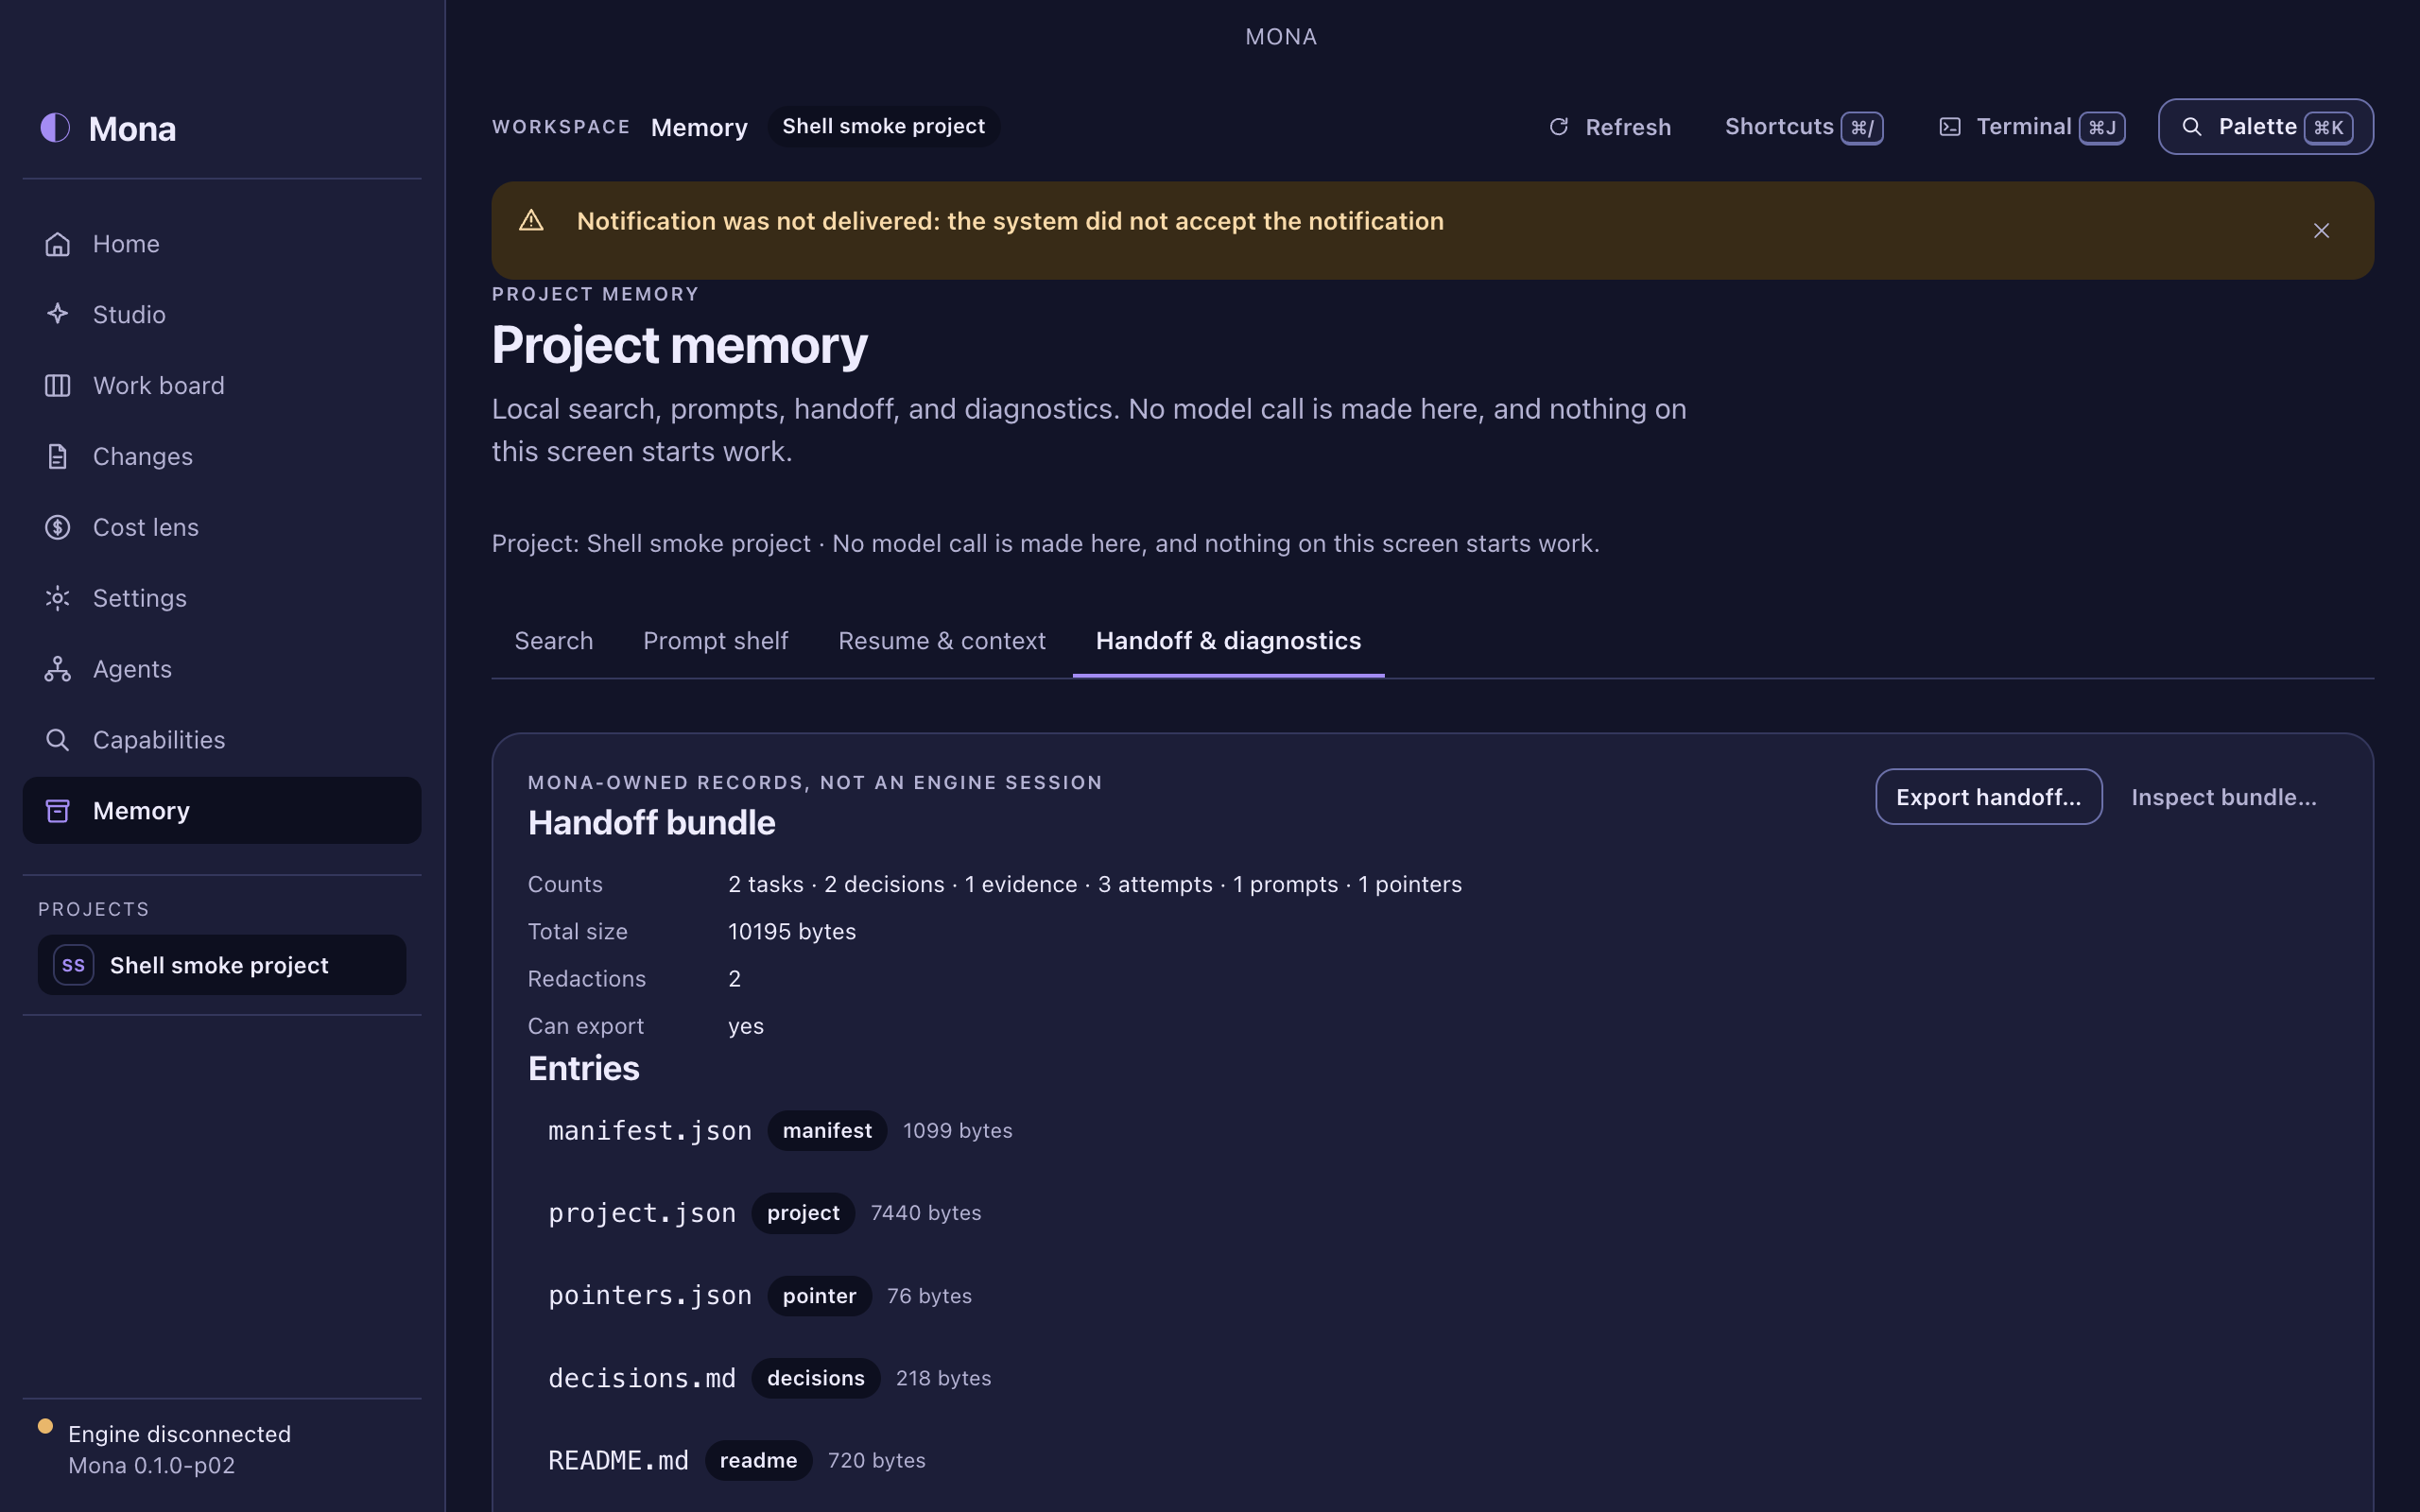 MONA
Mona
Home
Studio
Work board
Changes
Cost lens
Settings
Agents
Capabilities
Memory
PROJECTS
SS Shell smoke project
Engine disconnected
Mona 0.1.0-p02
WORKSPACE Memory Shell smoke project Refresh Shortcuts ⌘/ Terminal ⌘J Palette ⌘K
Notification was not delivered: the system did not accept the notification
PROJECT MEMORY
Project memory
Local search, prompts, handoff, and diagnostics. No model call is made here, and nothing on
this screen starts work.
Project: Shell smoke project · No model call is made here, and nothing on this screen starts work.
Search Prompt shelf Resume & context Handoff & diagnostics
MONA-OWNED RECORDS, NOT AN ENGINE SESSION
Handoff bundle
Export handoff... Inspect bundle...
Counts 2 tasks · 2 decisions · 1 evidence · 3 attempts · 1 prompts · 1 pointers
Total size 10195 bytes
Redactions 2
Can export yes
Entries
manifest.json manifest 1099 bytes
project.json project 7440 bytes
pointers.json pointer 76 bytes
decisions.md decisions 218 bytes
README.md readme 720 bytes